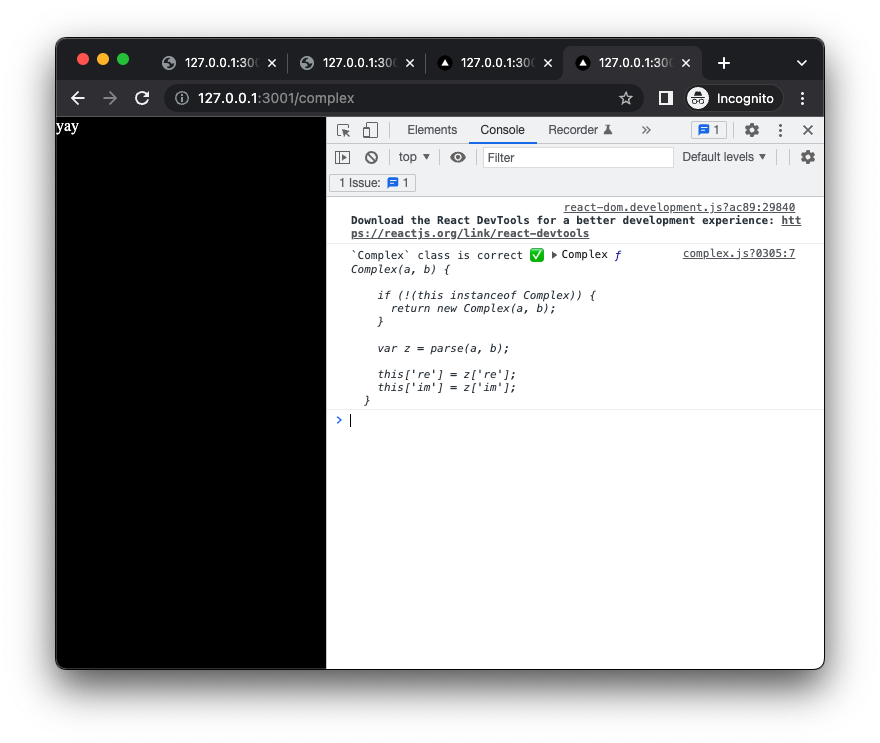 127.0.0.1:300
127.0.0.1:300
127.0.0.1:300
127.0.0.1:300
127.0.0.1:3001/complex
Incognito
yay
Elements Console Recorder 1
top Filter Default levels
1 Issue: 1
react-dom.development.js?ac89:29840
Download the React DevTools for a better development experience: htt
ps://reactjs.org/link/react-devtools
`Complex` class is correct ✅ ▶ Complex ƒ complex.js?0305:7
Complex(a, b) {
if (!(this instanceof Complex)) {
return new Complex(a, b);
}
var z = parse(a, b);
this['re'] = z['re'];
this['im'] = z['im'];
}